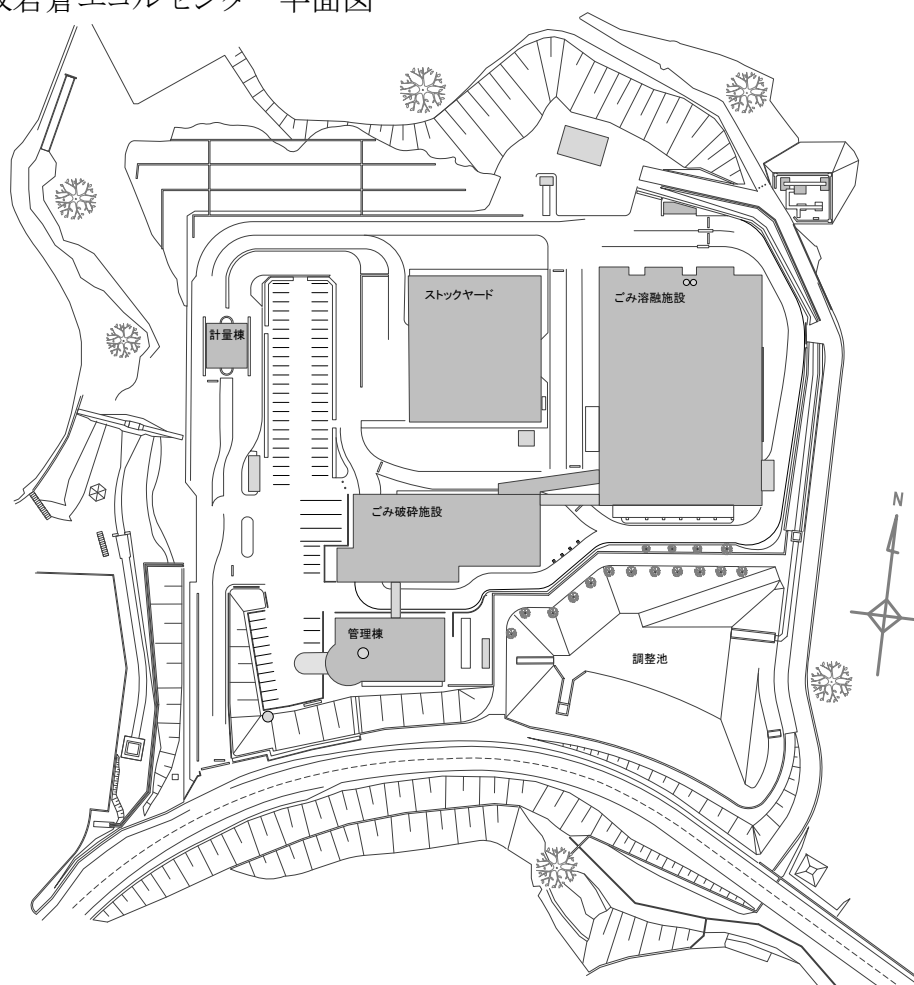 岩倉エコルセンター 平面図
N
ストックヤード
ごみ溶融施設
計量棟
ごみ破砕施設
管理棟
調整池